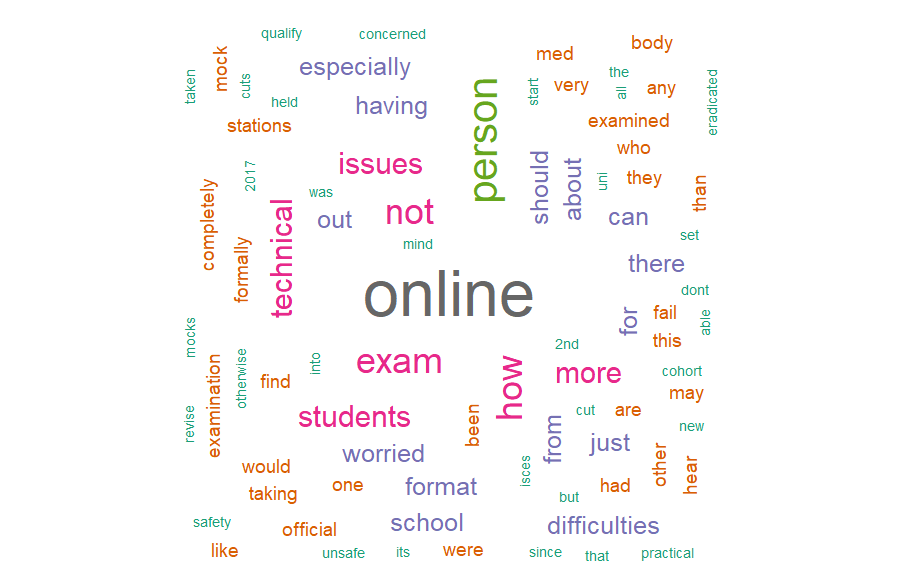 qualify
concerned
mock
med
body
especially
the
taken
cuts
person
start
very
all
any
eradicated
held
having
stations
examined
who
issues
should
about
uni
they
2017
was
than
completely
technical
out
not
can
set
mind
formally
there
online
dont
for
fail
able
mocks
this
otherwise
into
exam
2nd
how
more
cohort
find
may
revise
examination
students
been
cut
are
new
from
just
worried
would
isces
other
hear
taking
one
format
had
but
safety
official
school
difficulties
like
unsafe
its
were
since
that
practical